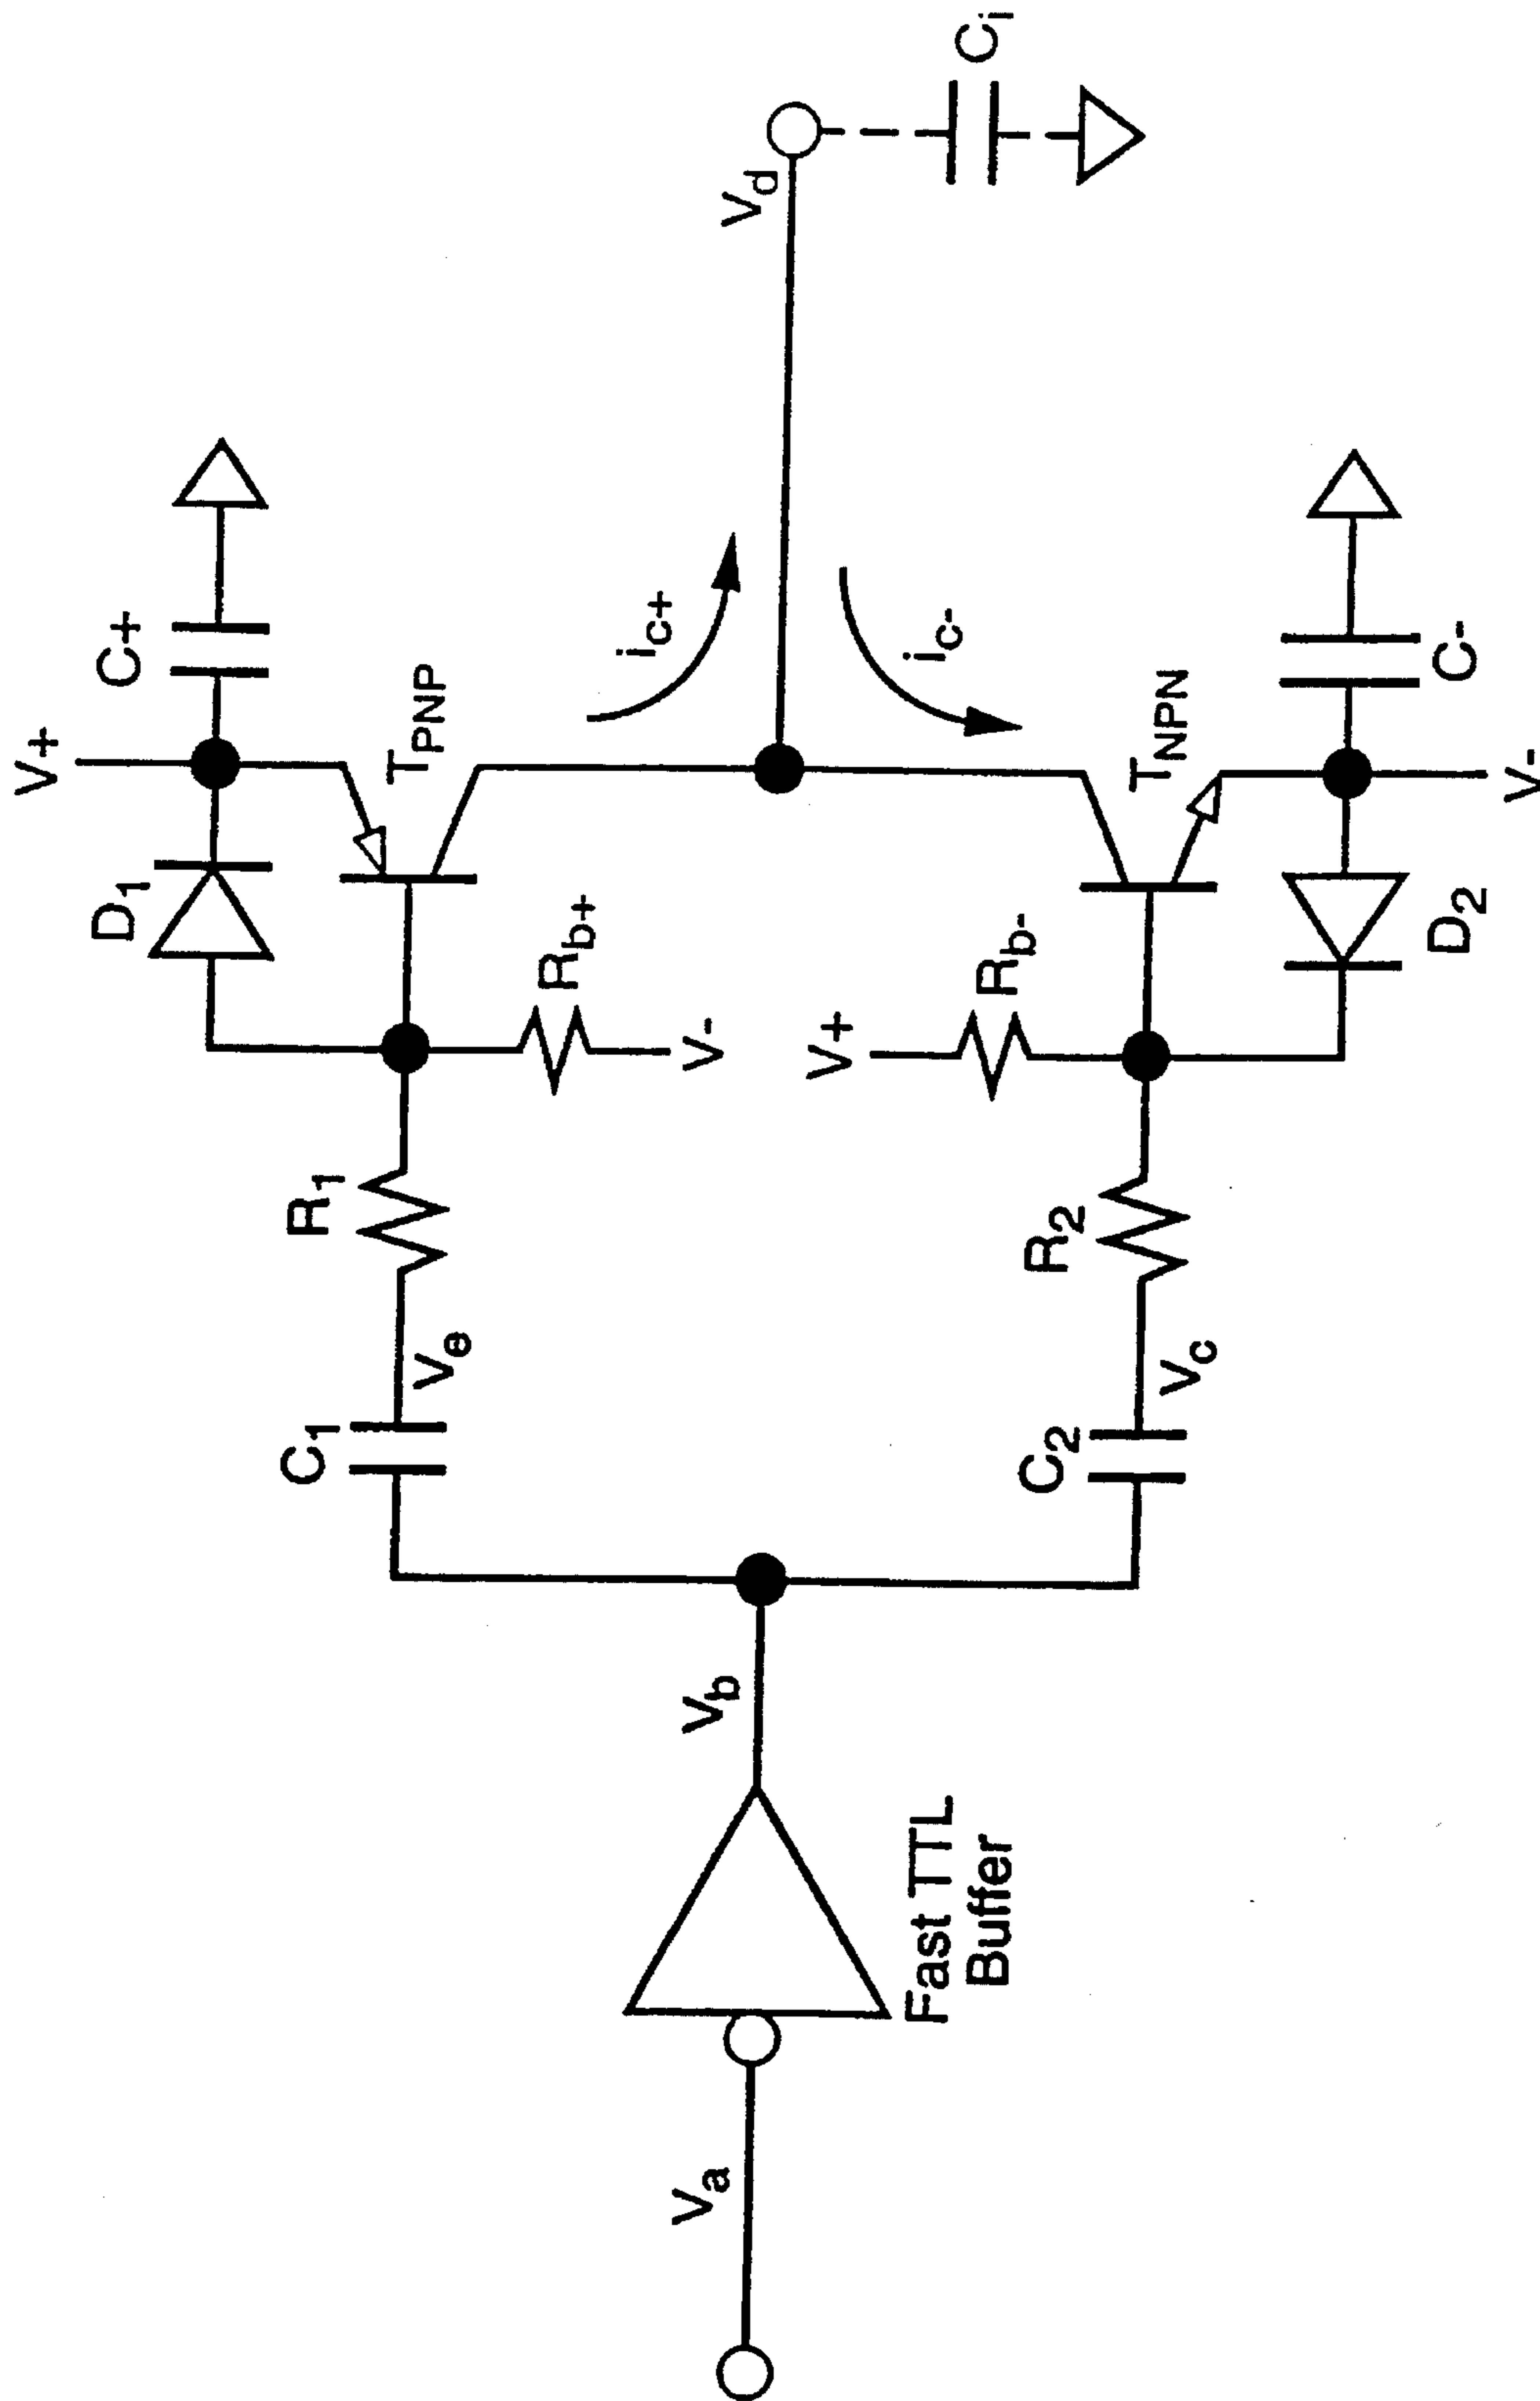 V+
D1
C+
C1
R1
TPNP
Ve
Rb+
ic+
Va
Vb
V-
Vd
V+
Fast TTL
Buffer
ic-
Ci
Rb-
C2
R2
TNPN
Vc
D2
C-
V-